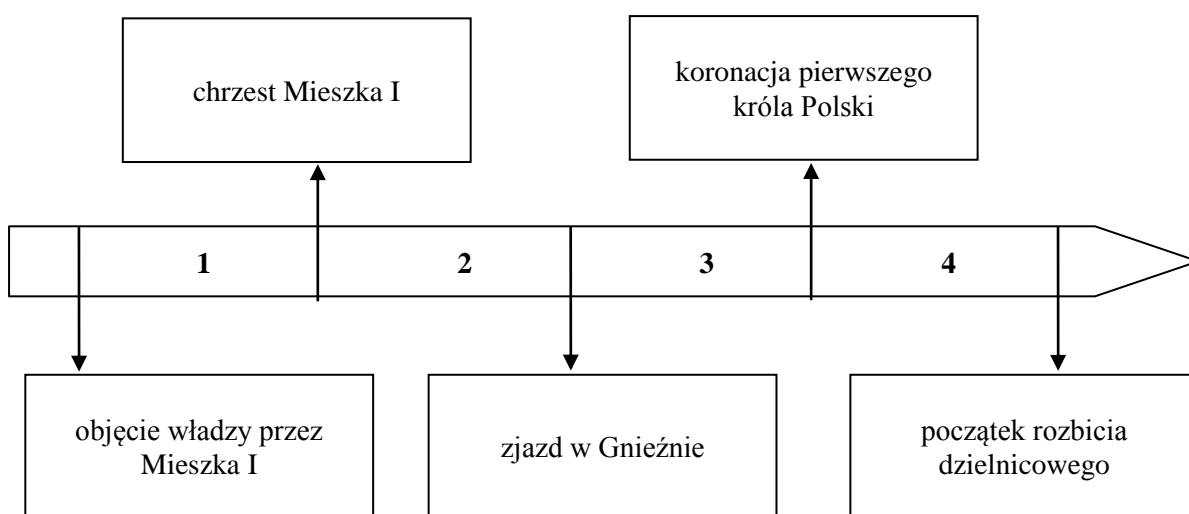 chrzest Mieszka I
koronacja pierwszego
króla Polski
1
2
3
4
objęcie władzy przez
Mieszka I
zjazd w Gnieźnie
początek rozbicia
dzielnicowego